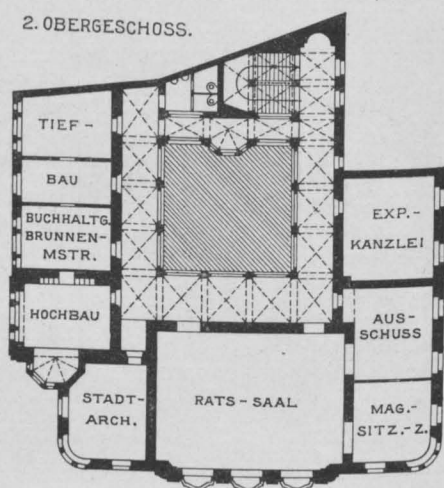 2. OBERGESCHOSS.
TIEF-
BAU
BUCHHALTG.
BRUNNEN-
MSTR.
HOCHBAU
STADT-
ARCH.
RATS-SAAL
EXP.-
KANZLEI
AUS-
SCHUSS
MAG.-
SITZ.-Z.